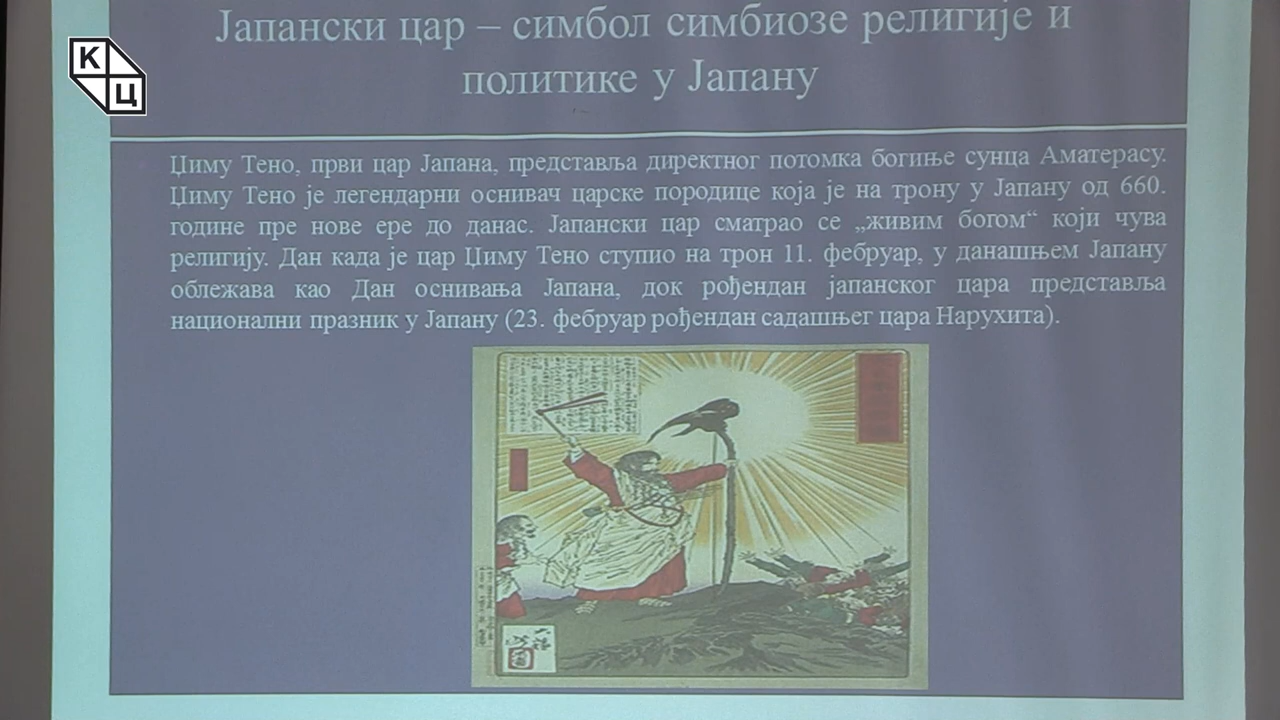 Јапански цар – симбол симбиозе религије и
политике у Јапану
К
Ц
Џиму Тено, први цар Јапана, представља директног потомка богиње сунца Аматерасу.
Џиму Тено је легендарни оснивач царске породице која је на трону у Јапану од 660.
године пре нове ере до данас. Јапански цар сматрао се „живим богом“ који чува
религију. Дан када је цар Џиму Тено ступио на трон 11. фебруар, у данашњем Јапану
облежава као Дан оснивања Јапана, док рођендан јапанског цара представља
национални празник у Јапану (23. фебруар рођендан садашњег цара Нарухита).